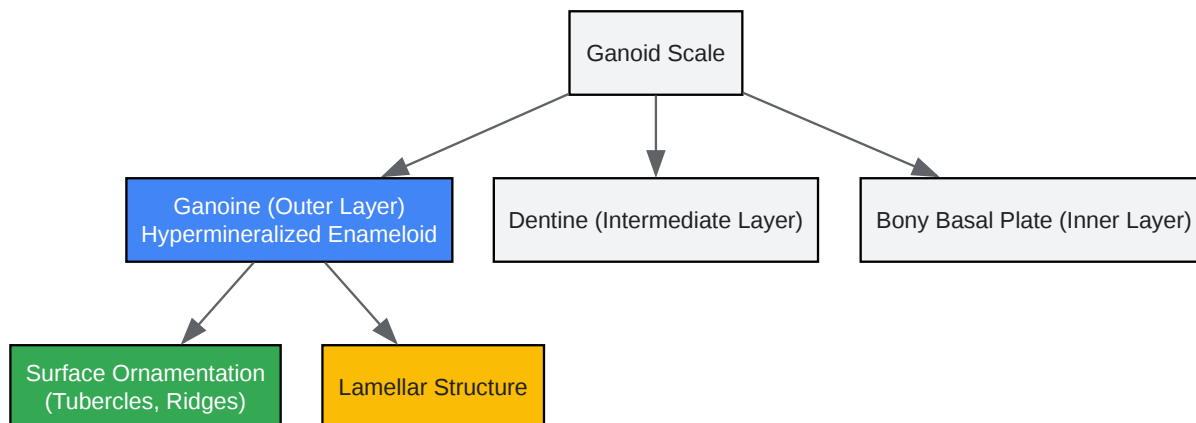 Ganoid Scale
Ganoine (Outer Layer)
Hypermineralized Enameloid
Dentine (Intermediate Layer)
Bony Basal Plate (Inner Layer)
Surface Ornamentation
(Tubercles, Ridges)
Lamellar Structure